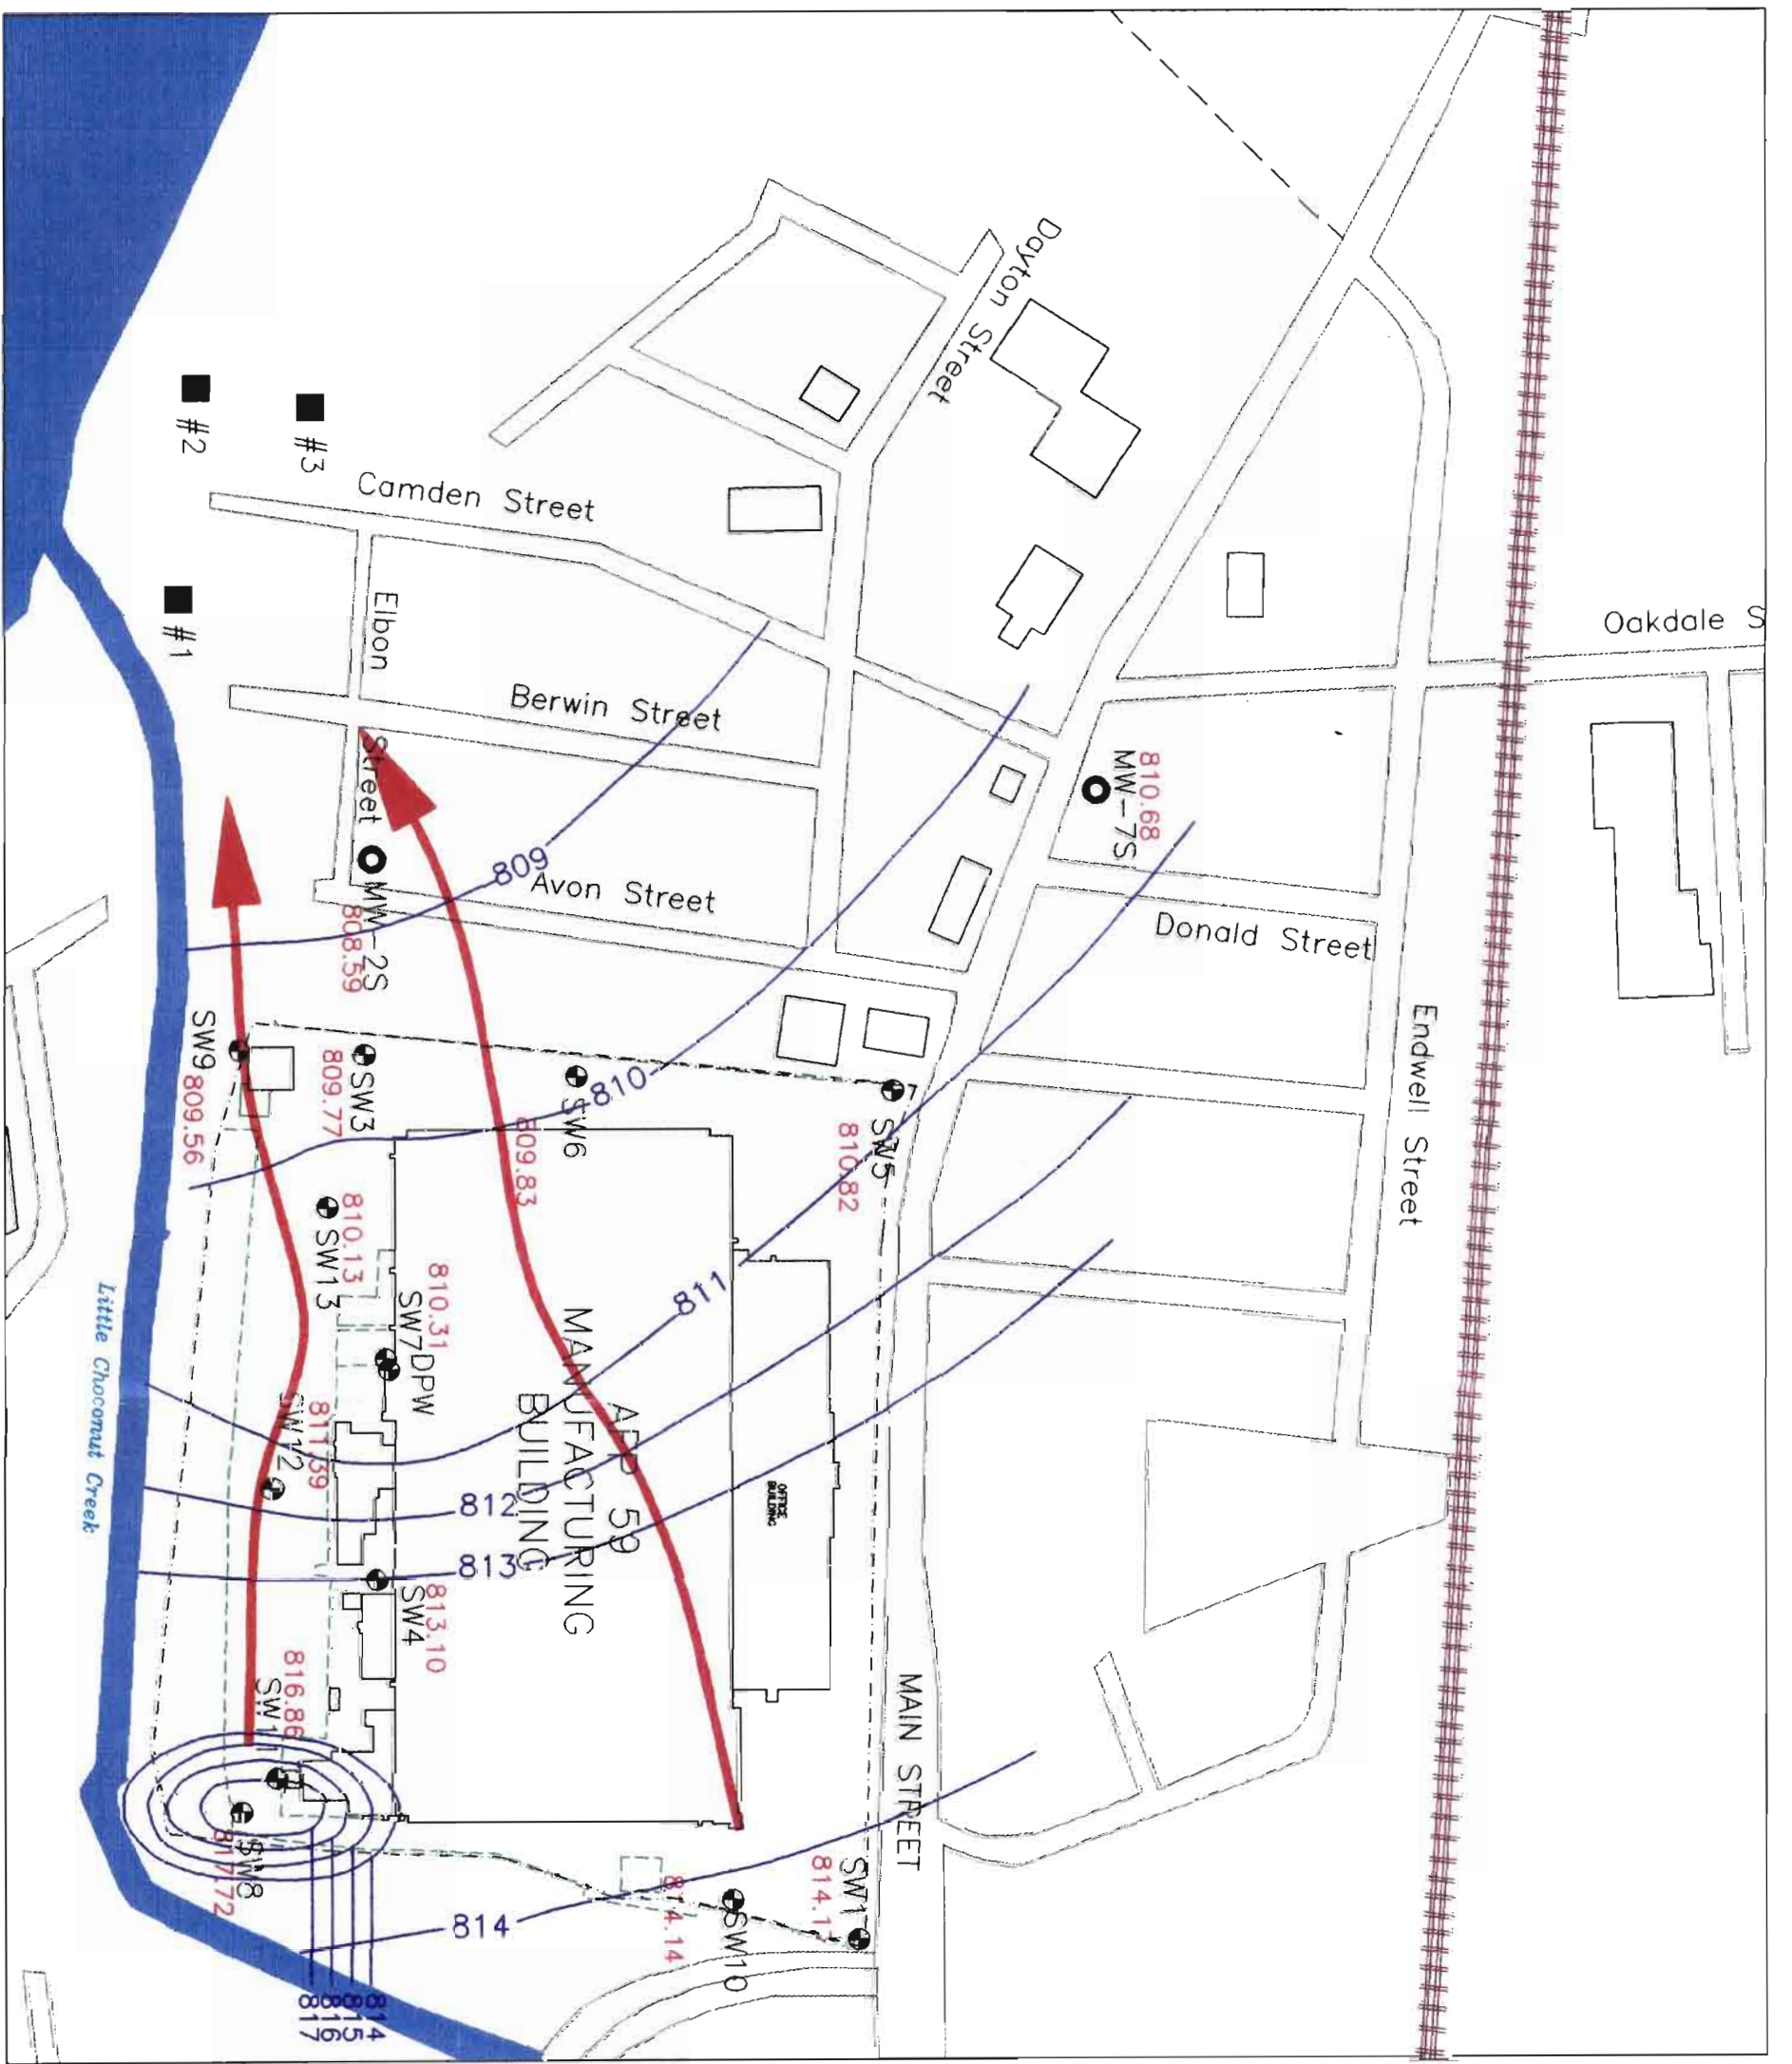 Dayton Street
Oakdale S
#2
#3
Camden Street
#1
Elbon
Street
Berwin Street
810.68
MW-7S
809
Avon Street
MW-2S
808.59
Donald Street
Endwell Street
SW9
809.56
SW3
809.77
810
SW6
809.83
SW5
810.82
810.13
SW13
810.31
SW7DPW
811
AFP 59
MANUFACTURING
BUILDING
OFFICE
BUILDING
Little Choconut Creek
811.39
SW12
812
813
813.10
SW4
816.86
SW11
MAIN STREET
SW8
817.72
814
814.14
SW10
SW1
814
815
816
817